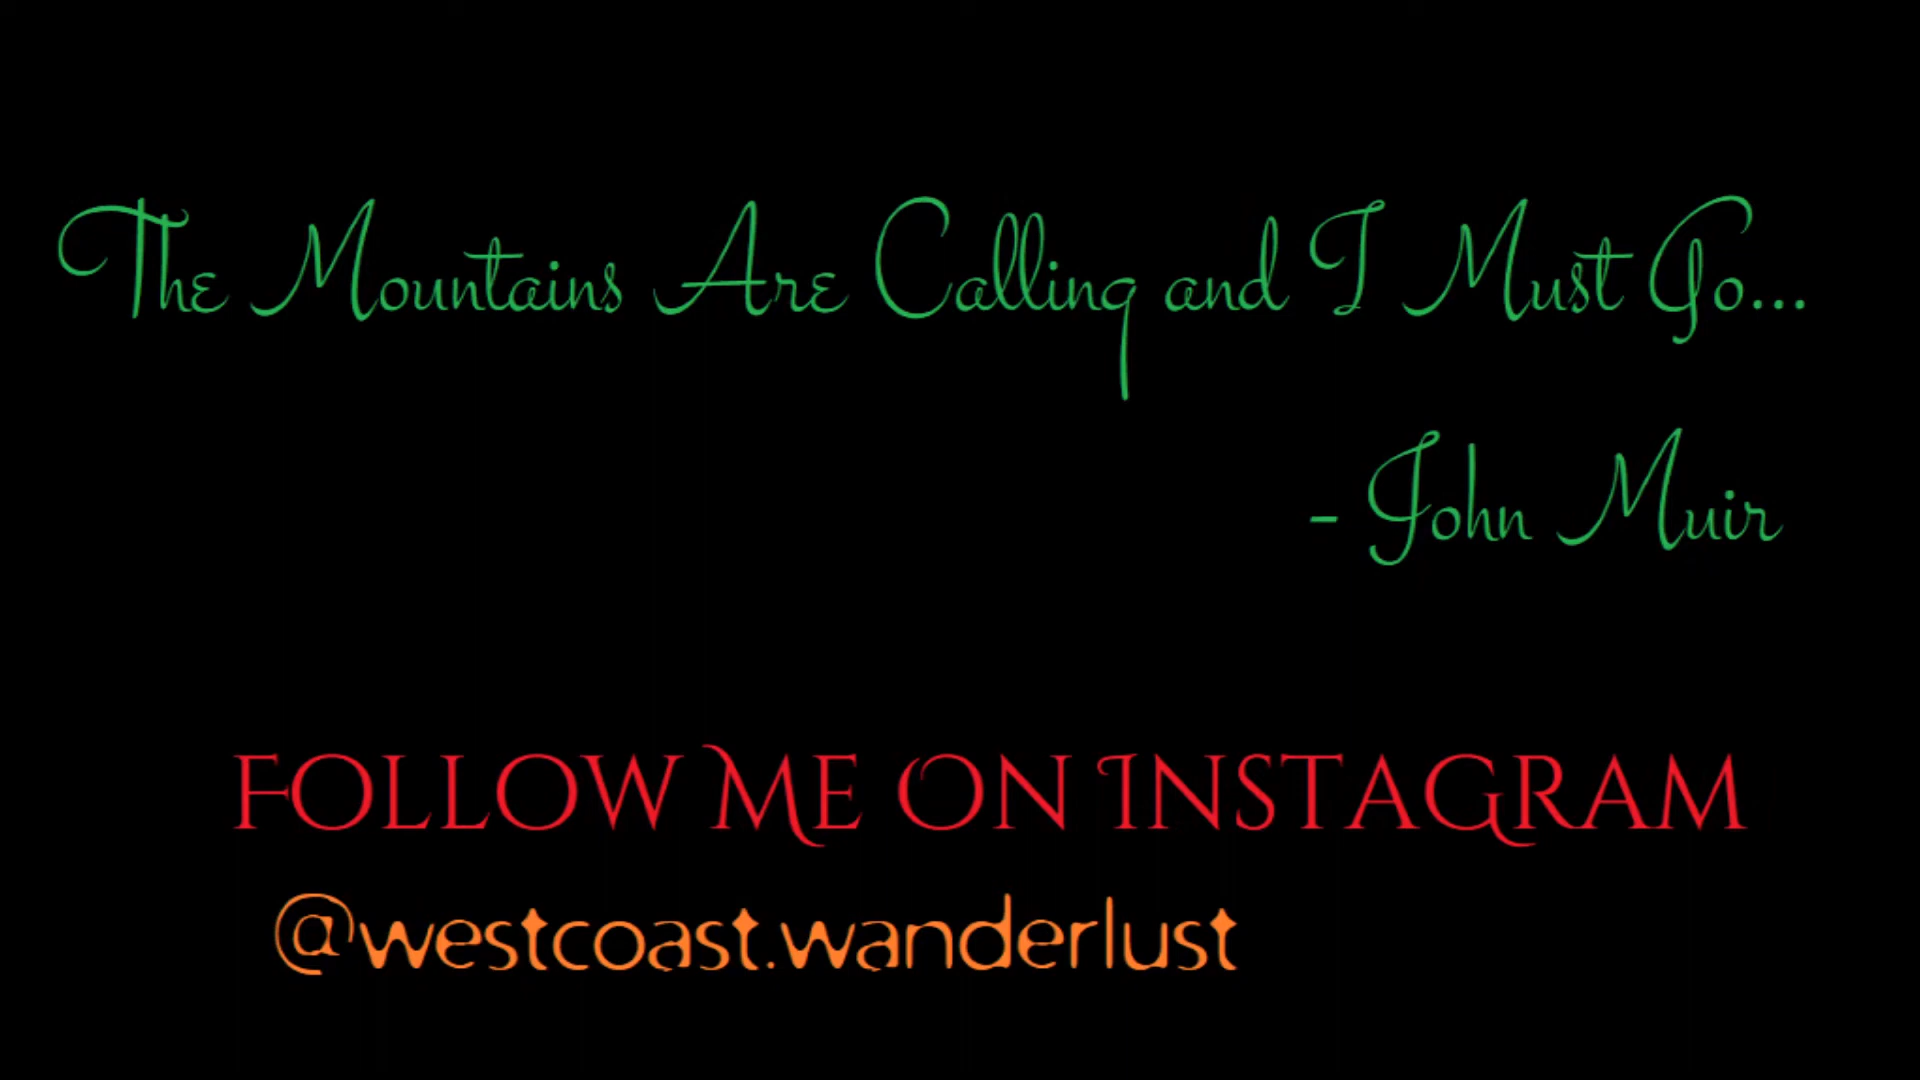 The Mountains Are Calling and I Must Go...
- John Muir
Follow Me On Instagram
@westcoast.wanderlust